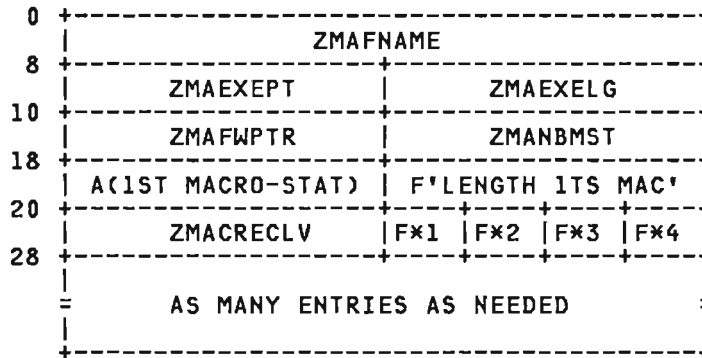 0
ZMAFNAME
8
ZMAEXEPT | ZMAEXELG
10
ZMAFWPTR | ZMANBMST
18
A(1ST MACRO-STAT) | F'LENGTH 1TS MAC'
20
ZMACRECLV |F*1 |F*2 |F*3 |F*4
28
= AS MANY ENTRIES AS NEEDED =